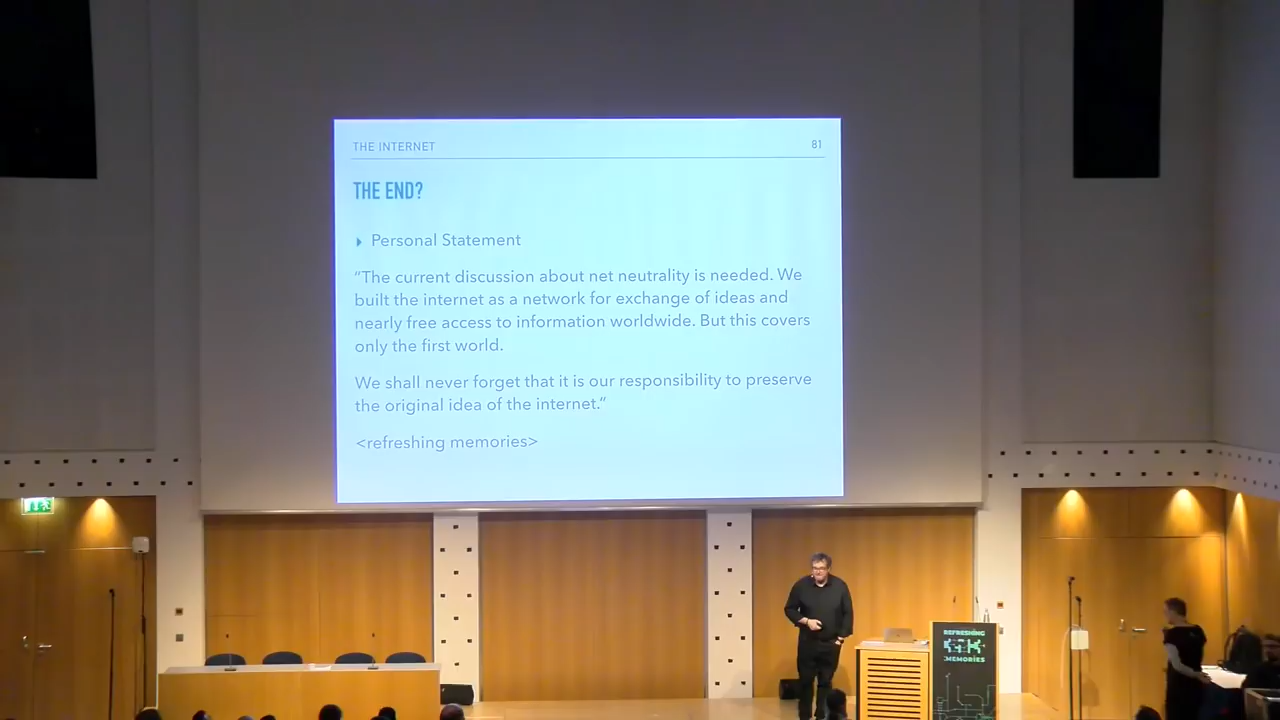 THE INTERNET
81
THE END?
Personal Statement
“The current discussion about net neutrality is needed. We
built the internet as a network for exchange of ideas and
nearly free access to information worldwide. But this covers
only the first world.
We shall never forget that it is our responsibility to preserve
the original idea of the internet.”
<refreshing memories>
REFRESHING
MEMORIES